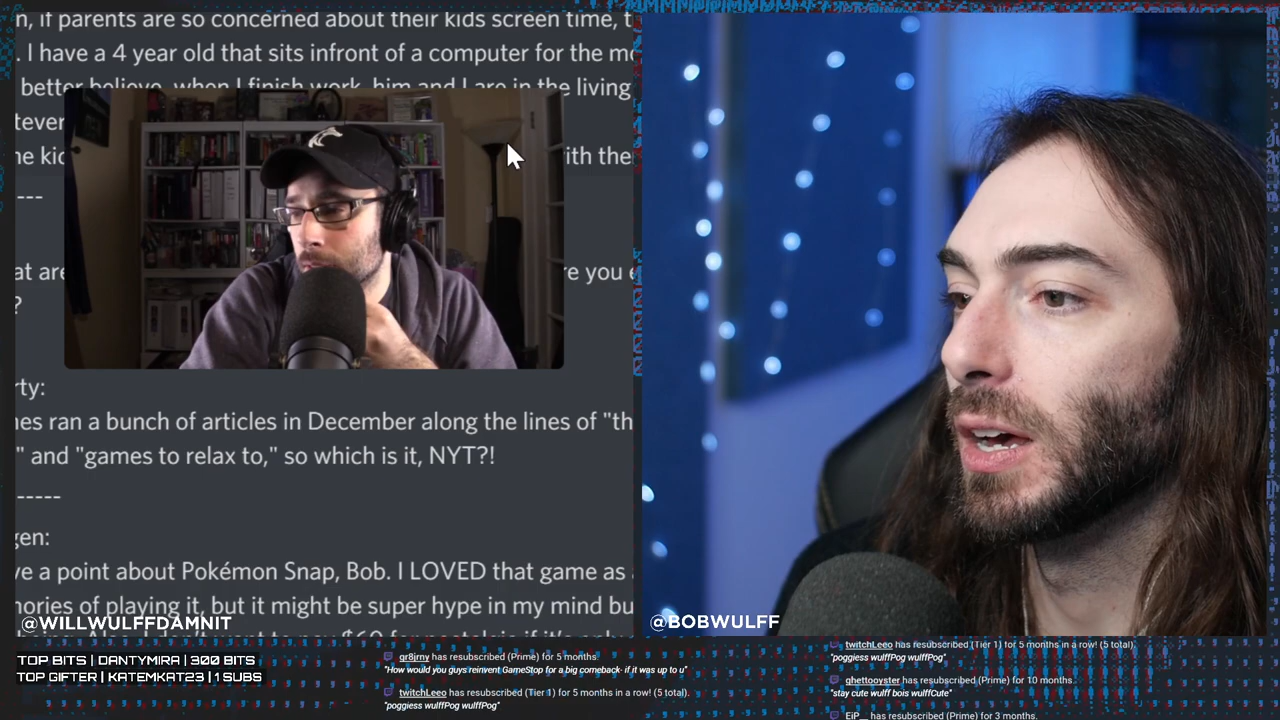 n, if parents are so concerned about their kids screen time, t
. I have a 4 year old that sits infront of a computer for the mo
better believe, when I finish work, him and I are in the living
tever
ne kid
ith the
---
at are
re you e
?
rty:
nes ran a bunch of articles in December along the lines of "th
" and "games to relax to," so which is it, NYT?!
-----
gen:
ve a point about Pokémon Snap, Bob. I LOVED that game as
nories of playing it, but it might be super hype in my mind bu
@WILLWULFFDAMNIT
@BOBWULFF
TOP BITS | DANTYMIRA | 300 BITS
TOP GIFTER | KATEMKAT23 | 1 SUBS
qr8jrny has resubscribed (Prime) for 5 months.
"How would you guys reinvent GameStop for a big comeback- if it was up to u"
twitchLeeo has resubscribed (Tier 1) for 5 months in a row! (5 total).
"poggiess wulffPog wulffPog"
twitchLeeo has resubscribed (Tier 1) for 5 months in a row! (5 total).
"poggiess wulffPog wulffPog"
ghettooyster has resubscribed (Prime) for 10 months.
"stay cute wulff bois wulffCute"
EiP__ has resubscribed (Prime) for 3 months.